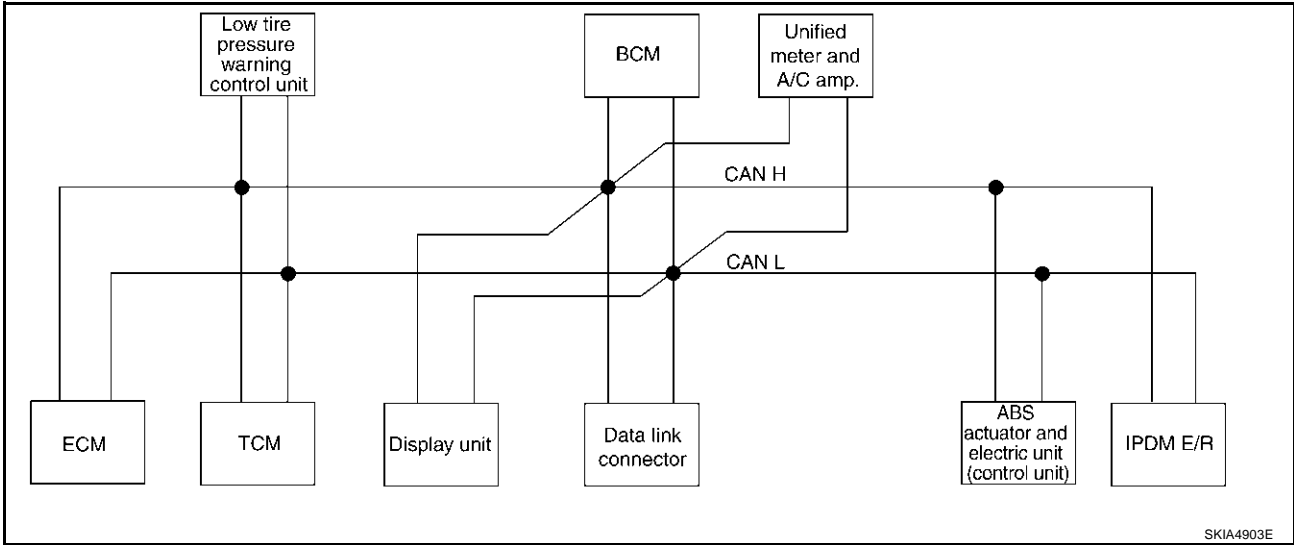 Low tire
pressure
warning
control unit
BCM
Unified
meter and
A/C amp.
CAN H
CAN L
ECM
TCM
Display unit
Data link
connector
ABS
actuator and
electric unit
(control unit)
IPDM E/R
SKIA4903E